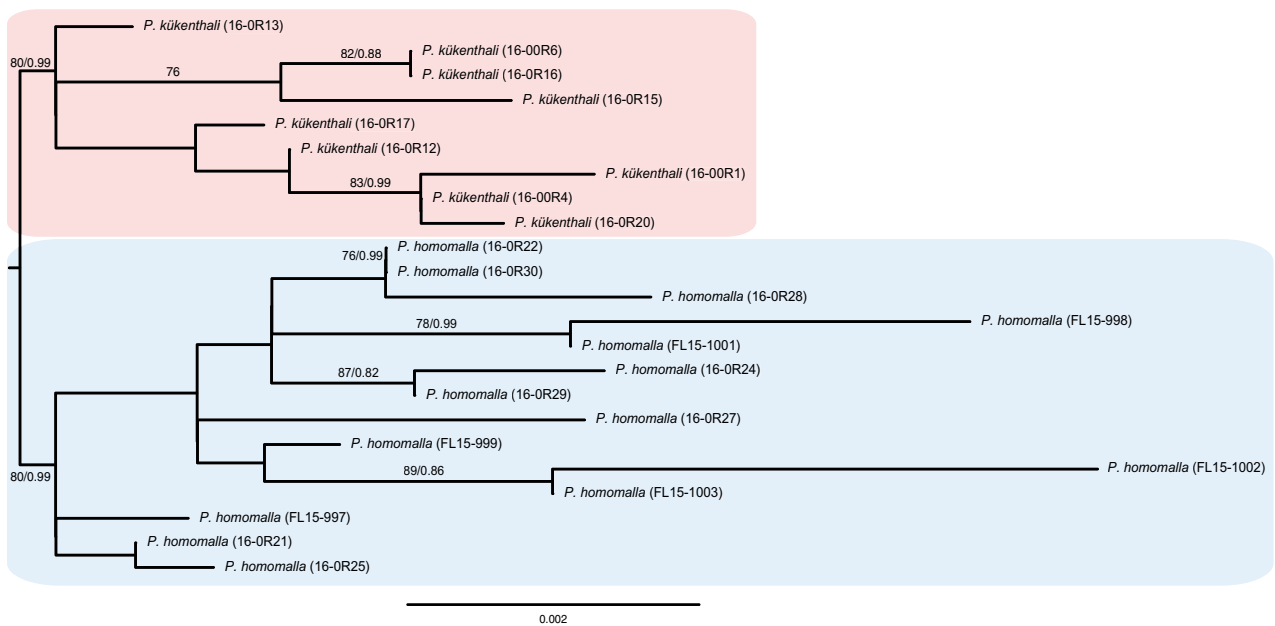 P. kükenthali (16-0R13)
82/0.88
P. kükenthali (16-00R6)
80/0.99
76
P. kükenthali (16-0R16)
P. kükenthali (16-0R15)
P. kükenthali (16-0R17)
P. kükenthali (16-0R12)
P. kükenthali (16-00R1)
83/0.99
P. kükenthali (16-00R4)
P. kükenthali (16-0R20)
P. homomalla (16-0R22)
76/0.99
P. homomalla (16-0R30)
P. homomalla (16-0R28)
78/0.99
P. homomalla (FL15-998)
P. homomalla (FL15-1001)
87/0.82
P. homomalla (16-0R24)
P. homomalla (16-0R29)
P. homomalla (16-0R27)
P. homomalla (FL15-999)
89/0.86
P. homomalla (FL15-1002)
80/0.99
P. homomalla (FL15-1003)
P. homomalla (FL15-997)
P. homomalla (16-0R21)
P. homomalla (16-0R25)
0.002